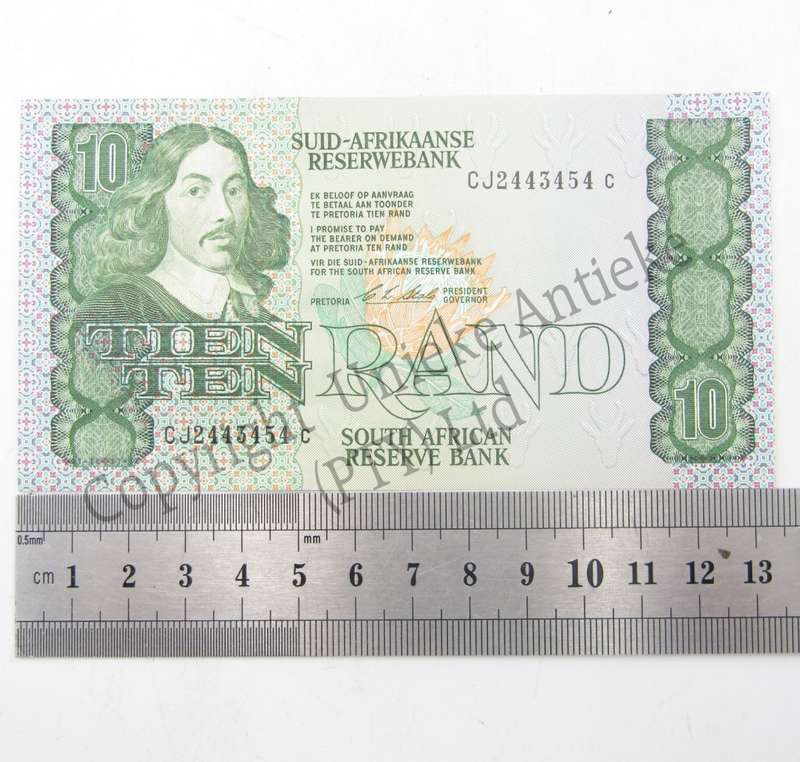 10
SUID-AFRIKAANSE
RESERWEBANK
CJ2443454 C
EK BELOOF OP AANVRAAG
TE BETAAL AAN TOONDER
TE PRETORIA TIEN RAND
I PROMISE TO PAY
THE BEARER ON DEMAND
AT PRETORIA TEN RAND
VIR DIE SUID-AFRIKAANSE RESERWEBANK
FOR THE SOUTH AFRICAN RESERVE BANK
PRETORIA
PRESIDENT
GOVERNOR
TIEN
TEN RAND
10
CJ2443454 C
SOUTH AFRICAN
RESERVE BANK
Copyright Unieke Antieke
(PTY) Ltd
0.5mm mm
cm 1 2 3 4 5 6 7 8 9 10 11 12 13